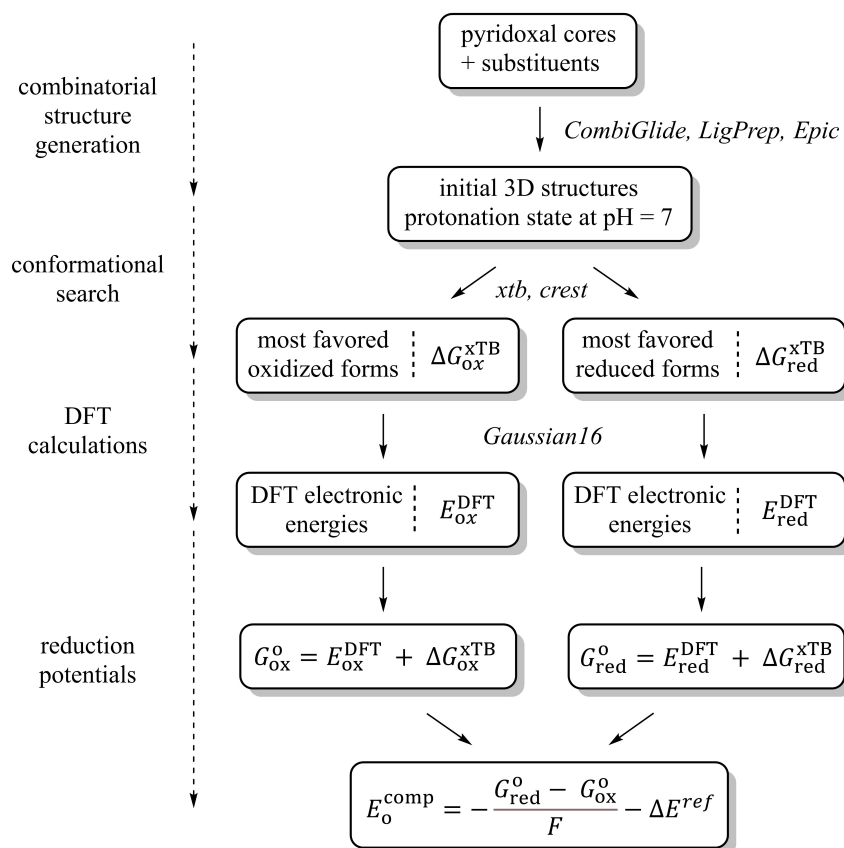 pyridoxal cores
+ substituents
combinatorial
structure
generation
CombiGlide, LigPrep, Epic
initial 3D structures
protonation state at pH = 7
conformational
search
xtb, crest
most favored
oxidized forms
ΔG_ox^xTB
most favored
reduced forms
ΔG_red^xTB
DFT
calculations
Gaussian16
DFT electronic
energies
E_ox^DFT
DFT electronic
energies
E_red^DFT
reduction
potentials
G_ox^o = E_ox^DFT + ΔG_ox^xTB
G_red^o = E_red^DFT + ΔG_red^xTB
E_o^comp = − (G_red^o − G_ox^o) / F − ΔE^ref